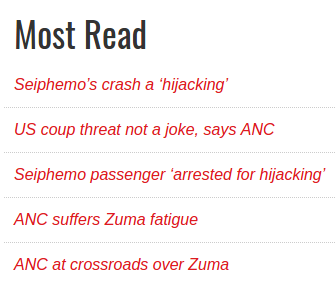 Most Read
Seiphemo’s crash a ‘hijacking’
US coup threat not a joke, says ANC
Seiphemo passenger ‘arrested for hijacking’
ANC suffers Zuma fatigue
ANC at crossroads over Zuma